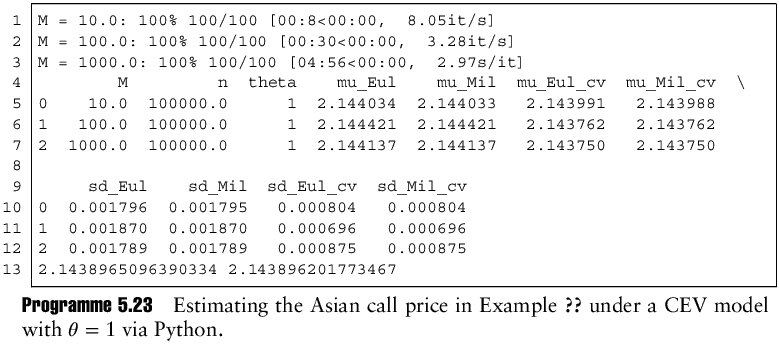 1 M = 10.0: 100% 100/100 [00:8<00:00,  8.05it/s]
2 M = 100.0: 100% 100/100 [00:30<00:00,  3.28it/s]
3 M = 1000.0: 100% 100/100 [04:56<00:00,  2.97s/it]
4 M n theta mu_Eul mu_Mil mu_Eul_cv mu_Mil_cv \
5 0 10.0 100000.0 1 2.144034 2.144033 2.143991 2.143988
6 1 100.0 100000.0 1 2.144421 2.144421 2.143762 2.143762
7 2 1000.0 100000.0 1 2.144137 2.144137 2.143750 2.143750
8
9 sd_Eul sd_Mil sd_Eul_cv sd_Mil_cv
10 0 0.001796 0.001795 0.000804 0.000804
11 1 0.001870 0.001870 0.000696 0.000696
12 2 0.001789 0.001789 0.000875 0.000875
13 2.1438965096390334 2.143896201773467
Programme 5.23 Estimating the Asian call price in Example ?? under a CEV model
with θ = 1 via Python.